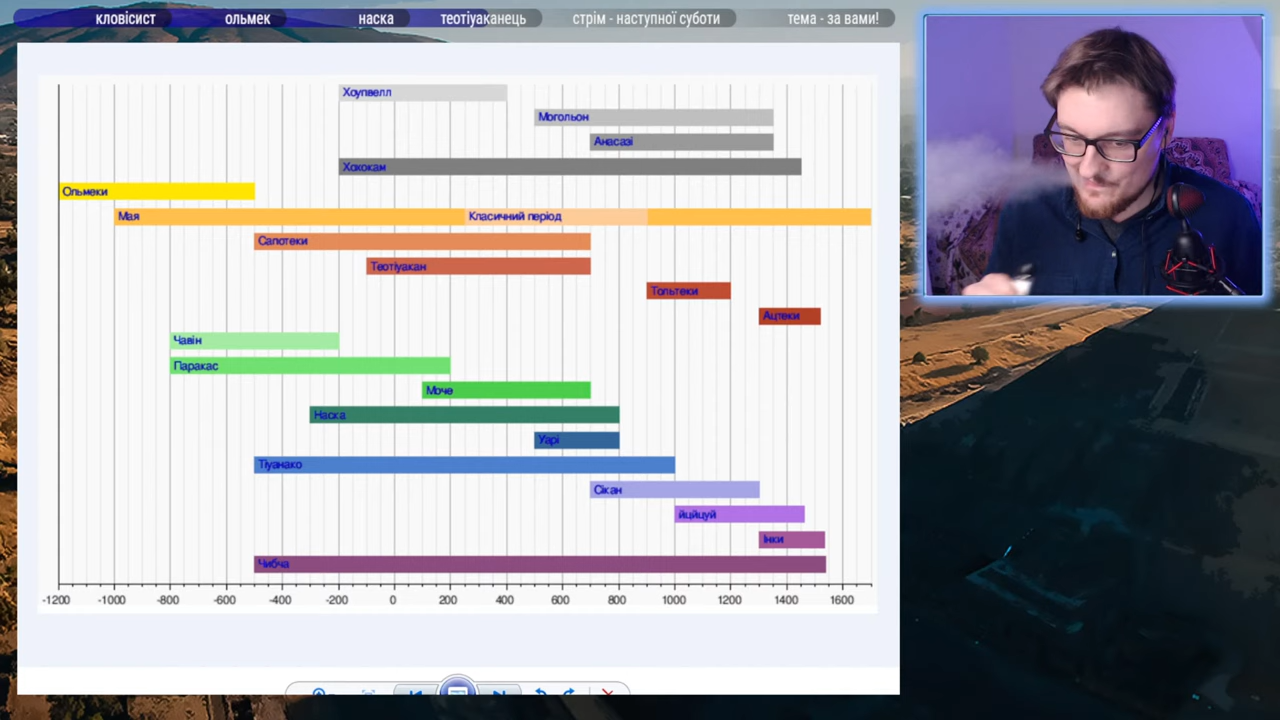 кловісист ольмек наска теотіуаканець стрім - наступної суботи тема - за вами!
Хоупвелл
Могольон
Анасазі
Хохокам
Ольмеки
Мая Класичний період
Сапотеки
Теотіуакан
Тольтеки
Ацтеки
Чавін
Паракас
Моче
Наска
Уарі
Тіуанако
Сікан
йцйцуй
Інки
Чибча
-1200 -1000 -800 -600 -400 -200 0 200 400 600 800 1000 1200 1400 1600